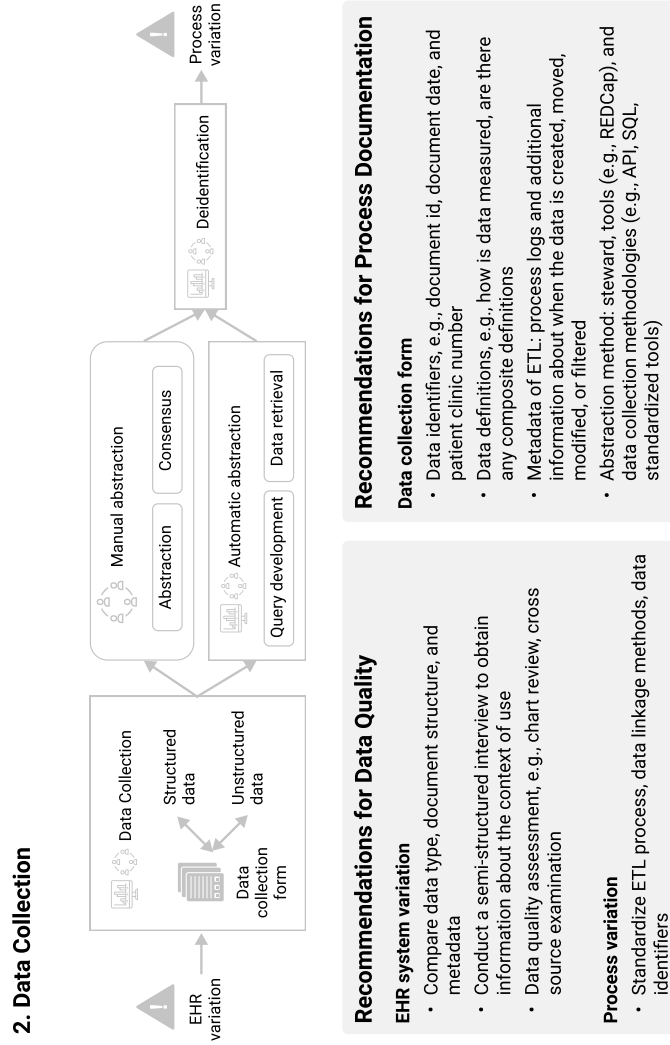 2. Data Collection
EHR
variation
Data Collection
Data
collection
form
Structured
data
Unstructured
data
Manual abstraction
Abstraction
Consensus
Automatic abstraction
Query development
Data retrieval
Deidentification
Process
variation
Recommendations for Data Quality
EHR system variation
• Compare data type, document structure, and
metadata
• Conduct a semi-structured interview to obtain
information about the context of use
• Data quality assessment, e.g., chart review, cross
source examination
Process variation
• Standardize ETL process, data linkage methods, data
identifiers
Recommendations for Process Documentation
Data collection form
• Data identifiers, e.g., document id, document date, and
patient clinic number
• Data definitions, e.g., how is data measured, are there
any composite definitions
• Metadata of ETL: process logs and additional
information about when the data is created, moved,
modified, or filtered
• Abstraction method: steward, tools (e.g., REDCap), and
data collection methodologies (e.g., API, SQL,
standardized tools)